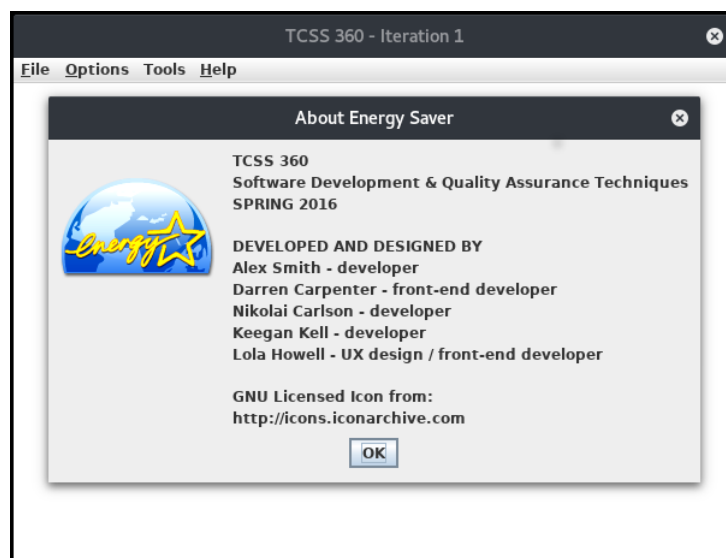 TCSS 360 - Iteration 1
File Options Tools Help
About Energy Saver
energy
TCSS 360
Software Development & Quality Assurance Techniques
SPRING 2016
DEVELOPED AND DESIGNED BY
Alex Smith - developer
Darren Carpenter - front-end developer
Nikolai Carlson - developer
Keegan Kell - developer
Lola Howell - UX design / front-end developer
GNU Licensed Icon from:
http://icons.iconarchive.com
OK